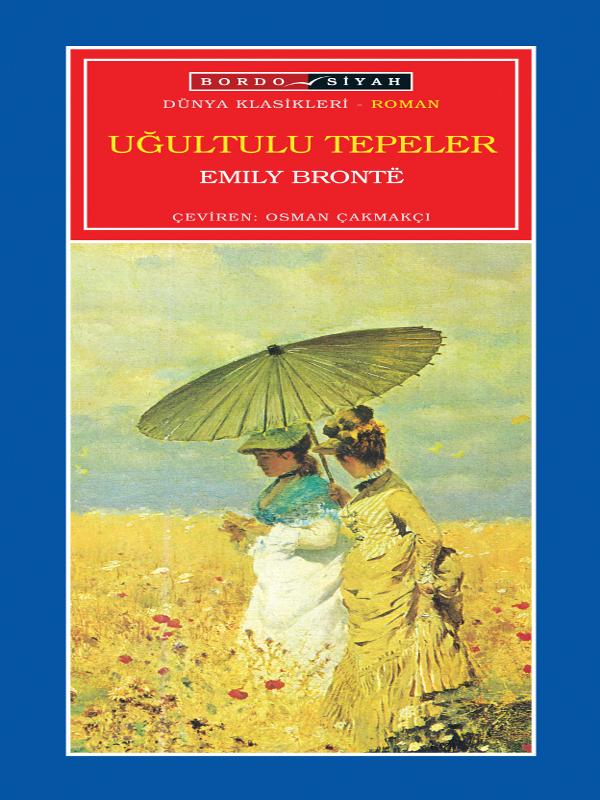 BORDO SİYAH
DÜNYA KLASİKLERİ - ROMAN
UĞULTULU TEPELER
EMILY BRONTË
ÇEVİREN: OSMAN ÇAKMAKÇI